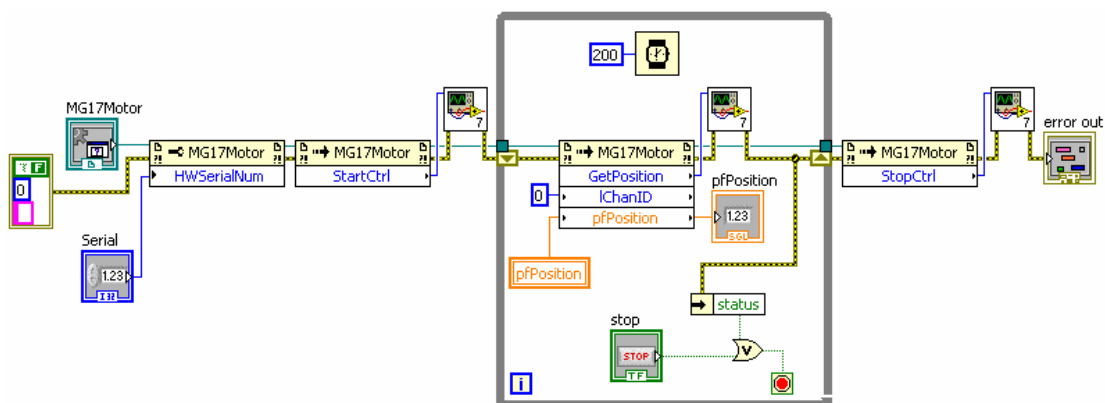 MG17Motor
MG17Motor
HWSerialNum
MG17Motor
StartCtrl
7
F
0
Serial
1.23
I32
200
MG17Motor
GetPosition
lChanID
pfPosition
0
7
pfPosition
1.23
SGL
pfPosition
status
stop
STOP
TF
V
i
MG17Motor
StopCtrl
7
error out